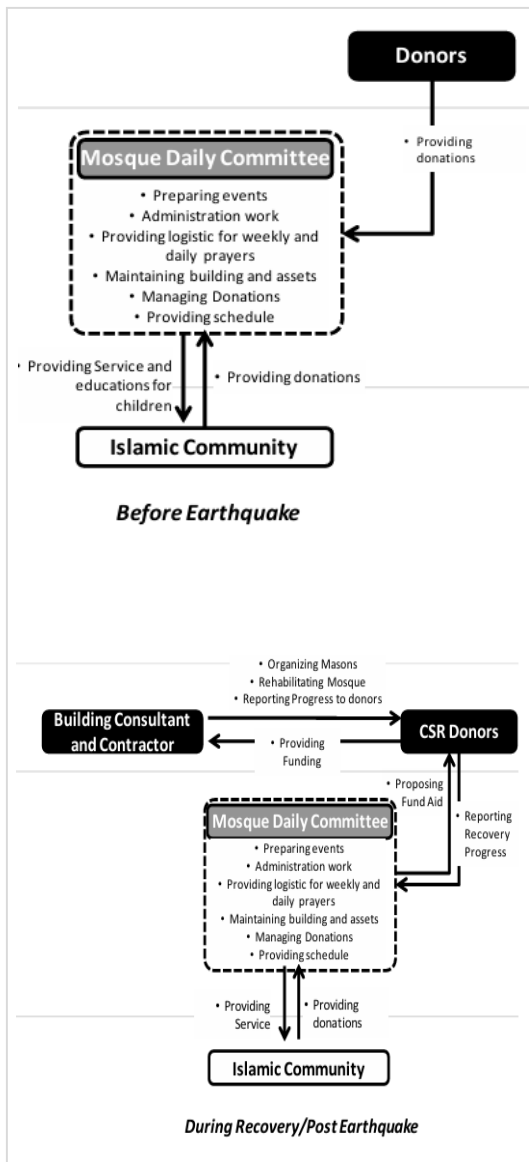 Donors
• Providing
donations
Mosque Daily Committee
• Preparing events
• Administration work
• Providing logistic for weekly and
daily prayers
• Maintaining building and assets
• Managing Donations
• Providing schedule
• Providing Service and
educations for
children
• Providing donations
Islamic Community
Before Earthquake
• Organizing Masons
• Rehabilitating Mosque
• Reporting Progress to donors
Building Consultant
and Contractor
CSR Donors
• Providing
Funding
• Proposing
Fund Aid
• Reporting
Recovery
Progress
Mosque Daily Committee
• Preparing events
• Administration work
• Providing logistic for weekly and
daily prayers
• Maintaining building and assets
• Managing Donations
• Providing schedule
• Providing
Service
• Providing
donations
Islamic Community
During Recovery/Post Earthquake